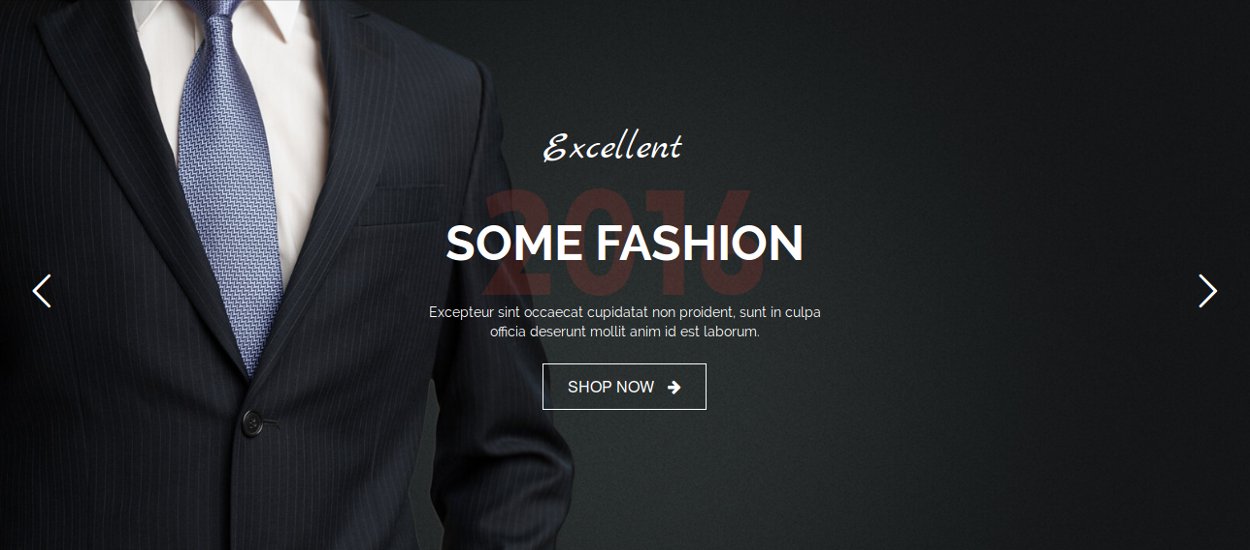 Excellent
2016
SOME FASHION
Excepteur sint occaecat cupidatat non proident, sunt in culpa
officia deserunt mollit anim id est laborum.
SHOP NOW